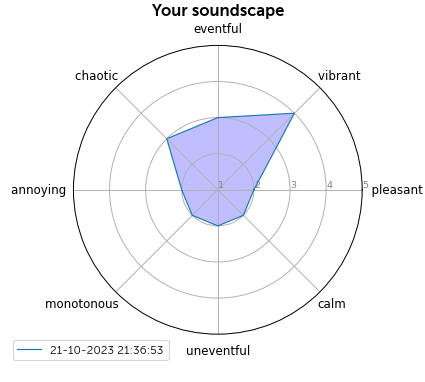 Your soundscape
eventful
chaotic
vibrant
annoying
1 2 3 4 5
pleasant
monotonous
calm
uneventful
21-10-2023 21:36:53